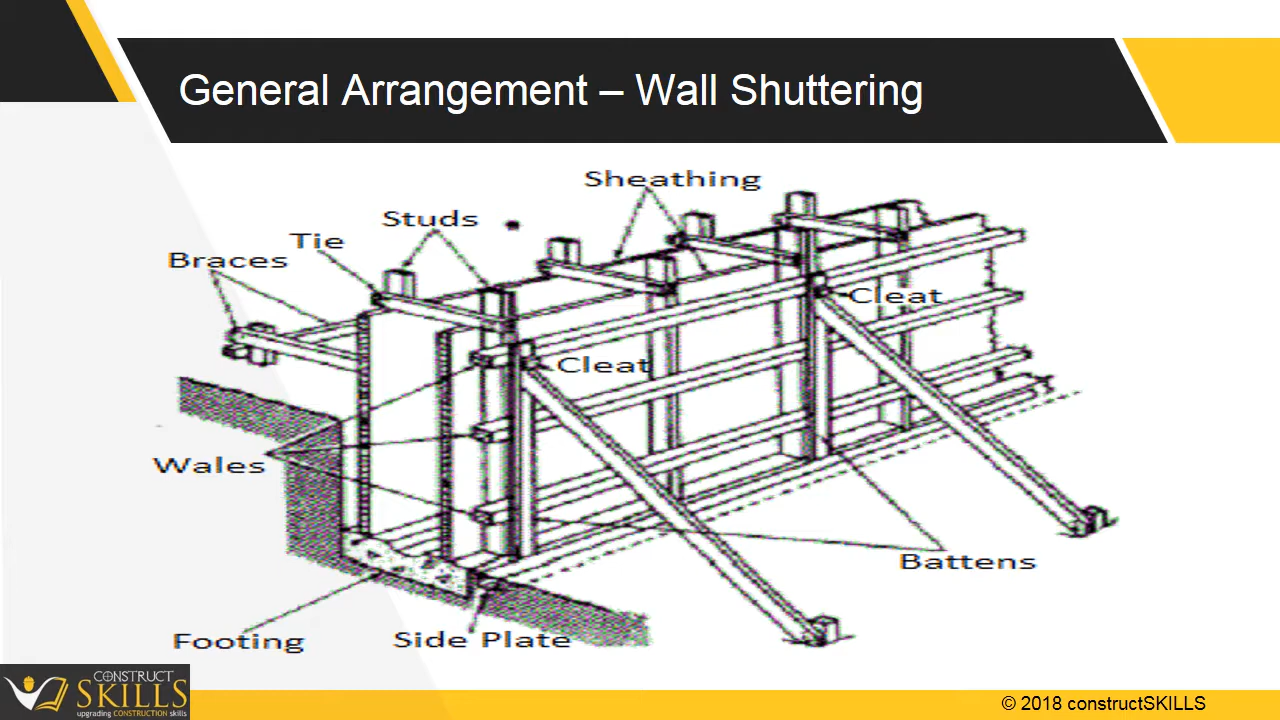 General Arrangement – Wall Shuttering
Sheathing
Studs
Tie
Braces
Cleat
Cleat
Wales
Battens
Footing
Side Plate
CONSTRUCT
SKILLS
upgrading CONSTRUCTION skills
© 2018 constructSKILLS